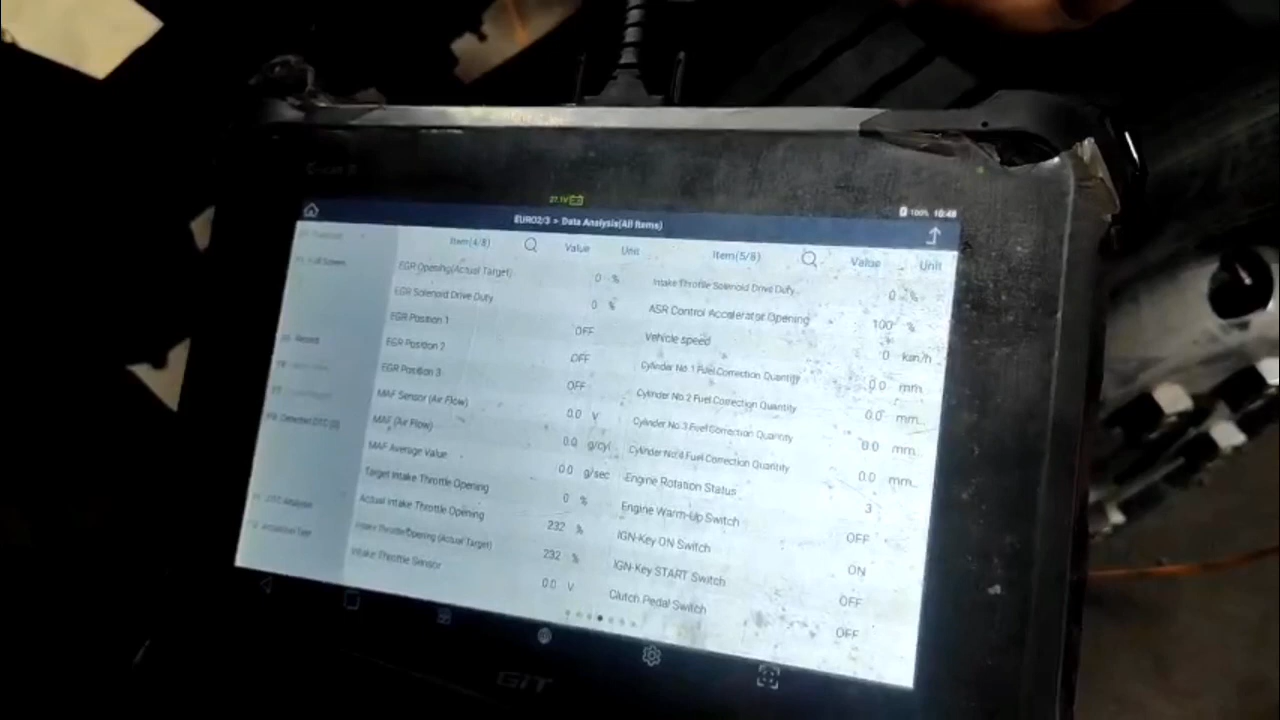 27.1V
100% 10:48
EURO2/3 > Data Analysis(All Items)
Item(4/8) Value Unit
EGR Opening(Actual Target) 0 %
EGR Solenoid Drive Duty 0 %
EGR Position 1 OFF
EGR Position 2 OFF
EGR Position 3 OFF
MAF Sensor (Air Flow) 0.0 V
MAF (Air Flow) 0.0 g/cyl
MAF Average Value 0.0 g/sec
Target Intake Throttle Opening 0 %
Actual Intake Throttle Opening 232 %
Intake Throttle Opening (Actual Target) 232 %
Intake Throttle Sensor 0.0 V
Item(5/8) Value Unit
Intake Throttle Solenoid Drive Duty 0 %
ASR Control Accelerator Opening 100 %
Vehicle speed 0 km/h
Cylinder No.1 Fuel Correction Quantity 0.0 mm..
Cylinder No.2 Fuel Correction Quantity 0.0 mm..
Cylinder No.3 Fuel Correction Quantity 0.0 mm..
Cylinder No.4 Fuel Correction Quantity 0.0 mm..
Engine Rotation Status 3
Engine Warm-Up Switch OFF
IGN-Key ON Switch ON
IGN-Key START Switch OFF
Clutch Pedal Switch OFF
GIT